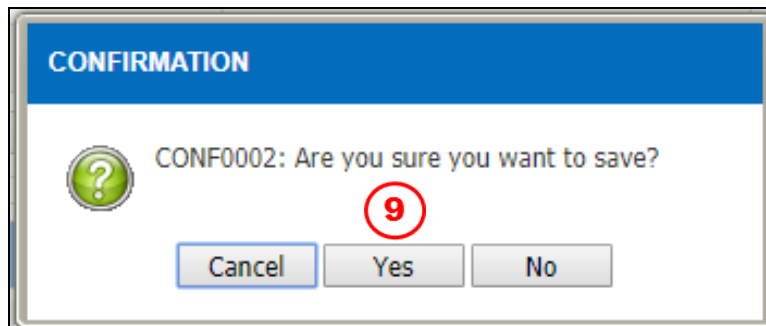 CONFIRMATION
CONF0002: Are you sure you want to save?
9
Cancel Yes No